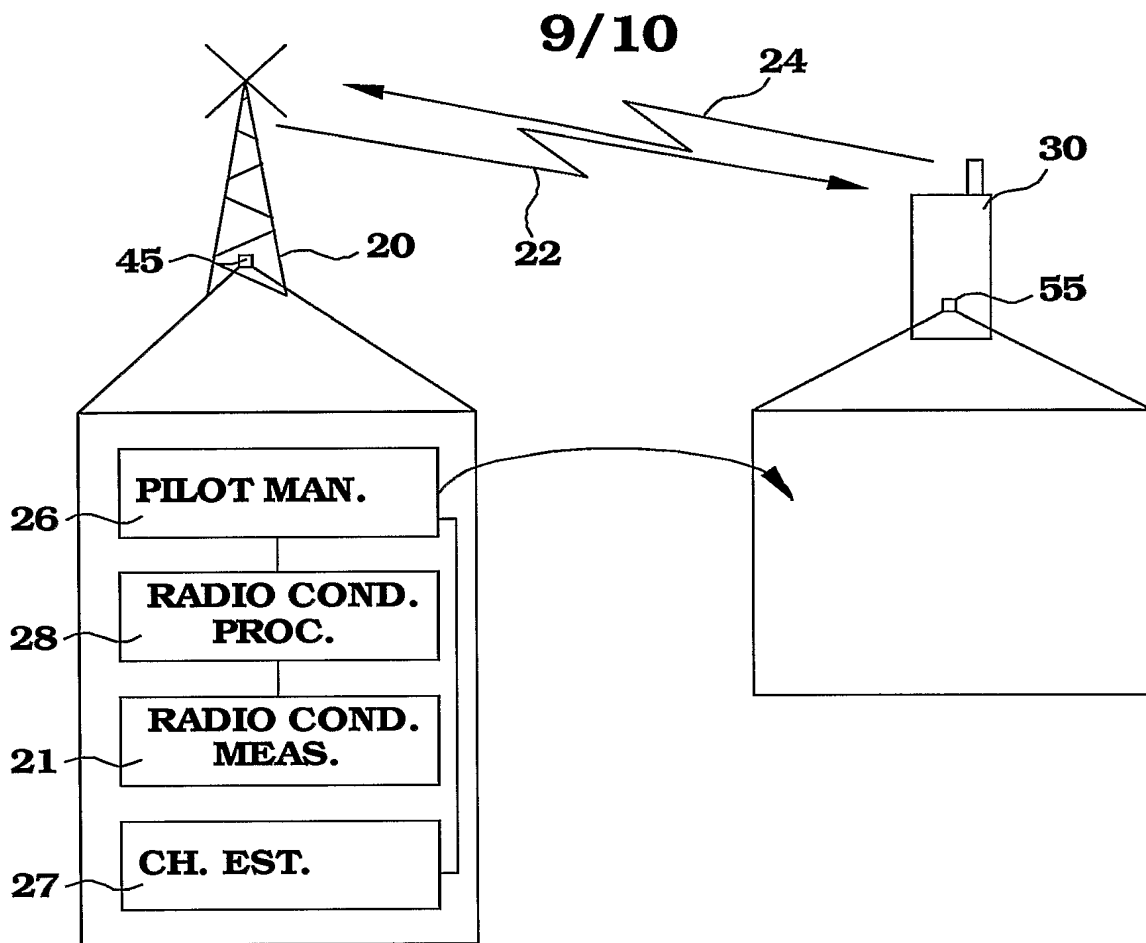 9/10
24
30
22
20
45
55
PILOT MAN.
26
RADIO COND.
PROC.
28
RADIO COND.
MEAS.
21
CH. EST.
27